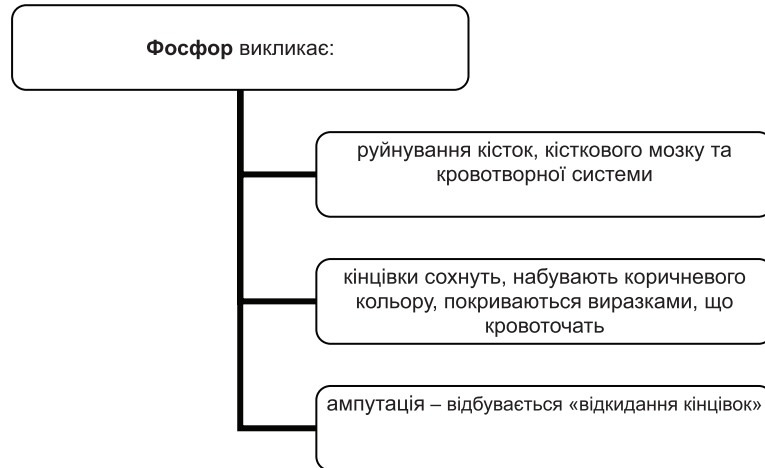 Фосфор викликає:
руйнування кісток, кісткового мозку та
кровотворної системи
кінцівки сохнуть, набувають коричневого
кольору, покриваються виразками, що
кровоточать
ампутація – відбувається «відкидання кінцівок»